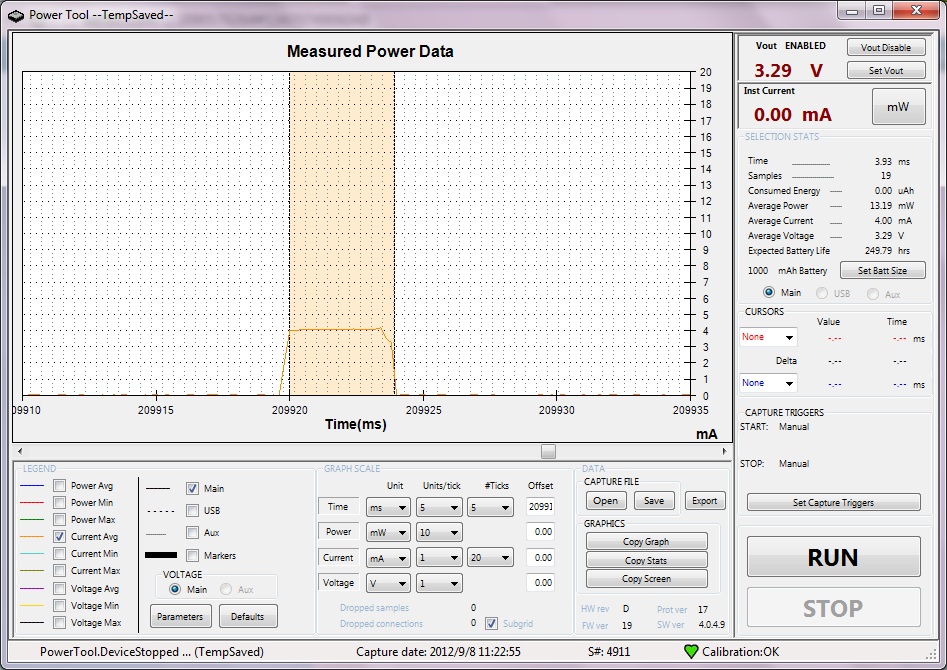 Power Tool --TempSaved--
Measured Power Data
20
19
18
17
16
15
14
13
12
11
10
9
8
7
6
5
4
3
2
1
0
209910 209915 209920 209925 209930 209935
Time(ms)
mA
Vout ENABLED Vout Disable
3.29 V Set Vout
Inst Current
0.00 mA mW
SELECTION STATS
Time 3.93 ms
Samples 19
Consumed Energy 0.00 uAh
Average Power 13.19 mW
Average Current 4.00 mA
Average Voltage 3.29 V
Expected Battery Life 249.79 hrs
1000 mAh Battery Set Batt Size
Main USB Aux
CURSORS
Value Time
None -.-- -.-- ms
Delta -.-- -.--
None -.-- -.-- ms
CAPTURE TRIGGERS
START: Manual
STOP: Manual
Set Capture Triggers
RUN
STOP
LEGEND
Power Avg
Power Min
Power Max
Current Avg
Current Min
Current Max
Voltage Avg
Voltage Min
Voltage Max
Main
USB
Aux
Markers
VOLTAGE
Main Aux
Parameters Defaults
GRAPH SCALE
Unit Units/tick #Ticks Offset
Time ms 5 5 20991
Power mW 10 0.00
Current mA 1 20 0.00
Voltage V 1 0.00
Dropped samples 0
Dropped connections 0 Subgrid
DATA
CAPTURE FILE
Open Save Export
GRAPHICS
Copy Graph
Copy Stats
Copy Screen
HW rev D Prot ver 17
FW ver 19 SW ver 4.0.4.9
PowerTool.DeviceStopped ... (TempSaved) Capture date: 2012/9/8 11:22:55 S#: 4911 Calibration:OK